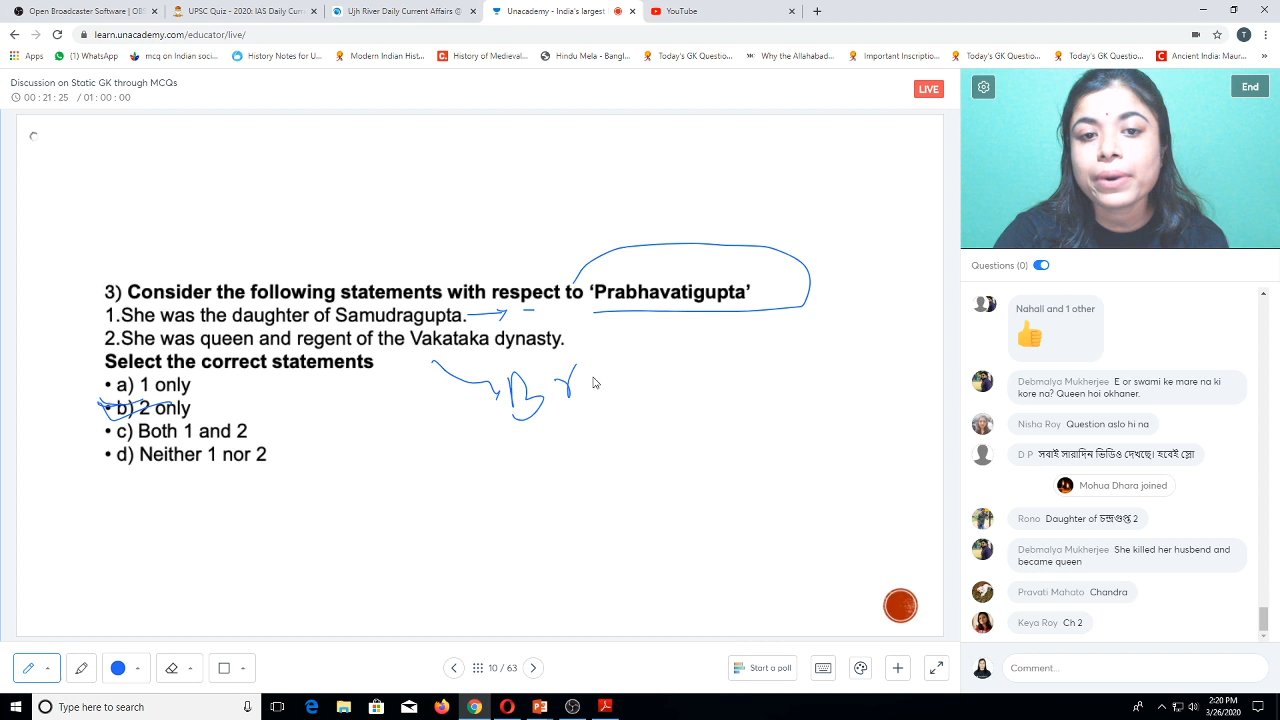 Open Broadcaster Software | OBS
UPSC Quiz - 2020: IAS Daily Curr
Ujh River Daily Current Affairs @
Unacademy - India's largest
YouTube
learn.unacademy.com/educator/live/
T
Apps
(1) WhatsApp
mcq on Indian soci...
History Notes for U...
Modern Indian Hist...
History of Medieval...
Hindu Mela - Bangl...
Today's GK Questio...
Why the Allahabad...
Important Inscriptio...
Today's GK Questio...
Today's GK Questio...
Ancient India: Maur...
»
Discussion on Static GK through MCQs
00 : 21 : 25 / 01 : 00 : 00
LIVE
End
3) Consider the following statements with respect to ‘Prabhavatigupta’
1.She was the daughter of Samudragupta.
2.She was queen and regent of the Vakataka dynasty.
Select the correct statements
• a) 1 only
• b) 2 only
• c) Both 1 and 2
• d) Neither 1 nor 2
B r
Questions (0)
Nahall and 1 other
Debmalya Mukherjee E or swami ke mare na ki
kore na? Queen hoi okhaner.
Nisha Roy Question aslo hi na
D P সবাই সারাদিন ভিডিও দেখছে। যবেই স্লো
Mohua Dhara joined
Rono Daughter of চন্দ্রগুপ্ত 2
Debmalya Mukherjee She killed her husbend and
became queen
Pravati Mahato Chandra
Keya Roy Ch 2
10 / 63
Start a poll
Comment...
Type here to search
2:20 PM
3/26/2020